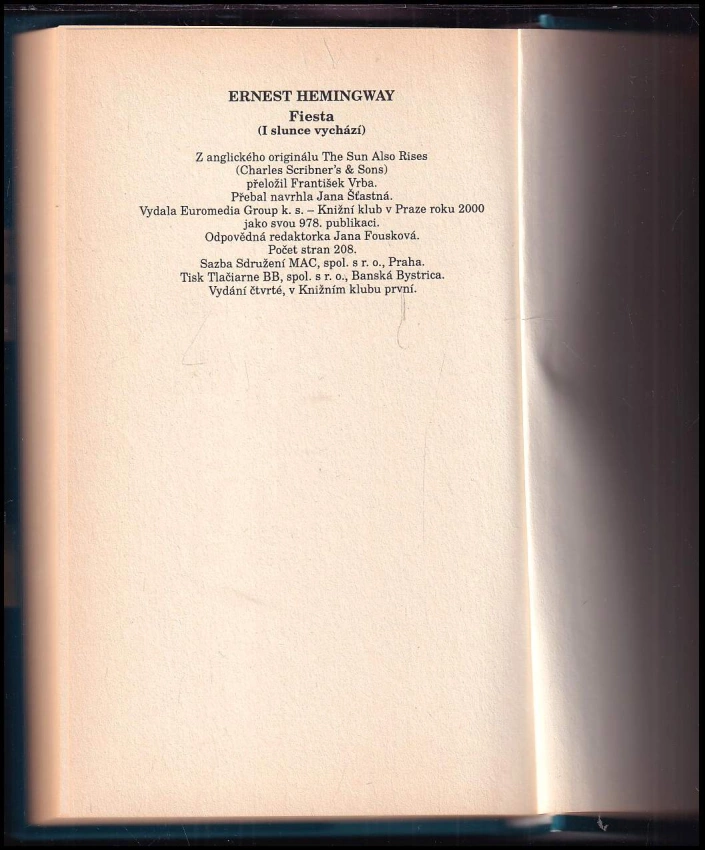 ERNEST HEMINGWAY
Fiesta
(I slunce vychází)
Z anglického originálu The Sun Also Rises
(Charles Scribner's & Sons)
přeložil František Vrba.
Přebal navrhla Jana Šťastná.
Vydala Euromedia Group k. s. – Knižní klub v Praze roku 2000
jako svou 978. publikaci.
Odpovědná redaktorka Jana Fousková.
Počet stran 208.
Sazba Sdružení MAC, spol. s r. o., Praha.
Tisk Tlačiarne BB, spol. s r. o., Banská Bystrica.
Vydání čtvrté, v Knižním klubu první.